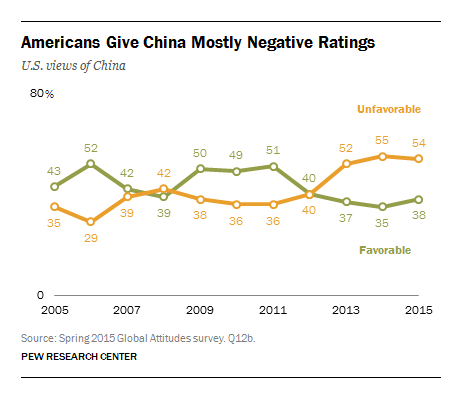 Americans Give China Mostly Negative Ratings
U.S. views of China
80%
Unfavorable
43 52 42 42 50 49 51 40 52 55 54
35 29 39 39 38 36 36 40 37 35 38
Favorable
0
2005 2007 2009 2011 2013 2015
Source: Spring 2015 Global Attitudes survey. Q12b.
PEW RESEARCH CENTER